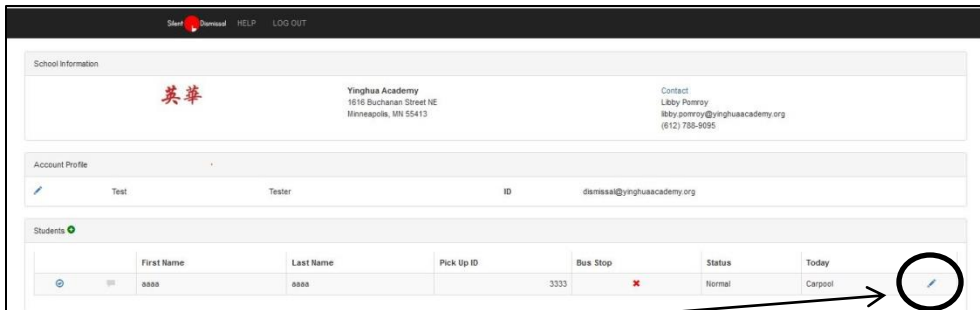 Silent Dismissal HELP LOG OUT
School Information
英華
Yinghua Academy
1616 Buchanan Street NE
Minneapolis, MN 55413
Contact
Libby Pomroy
libby.pomroy@yinghuaacademy.org
(612) 788-9095
Account Profile
Test Tester ID dismissal@yinghuaacademy.org
Students
First Name Last Name Pick Up ID Bus Stop Status Today
aaaa aaaa 3333 Normal Carpool